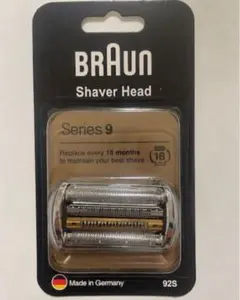 BRAUN
Shaver Head
Series 9
Replace every 18 months
to maintain your best shave
18
Made in Germany
92S